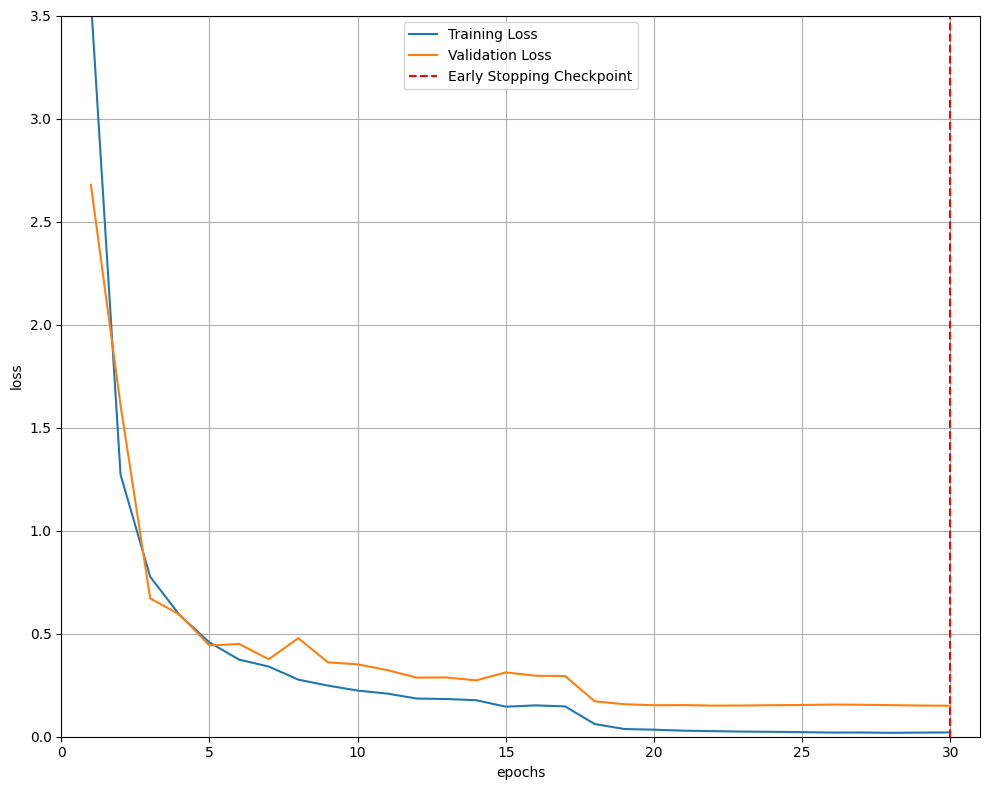 3.5
3.0
2.5
2.0
1.5
1.0
0.5
0.0
loss
Training Loss
Validation Loss
Early Stopping Checkpoint
0 5 10 15 20 25 30
epochs